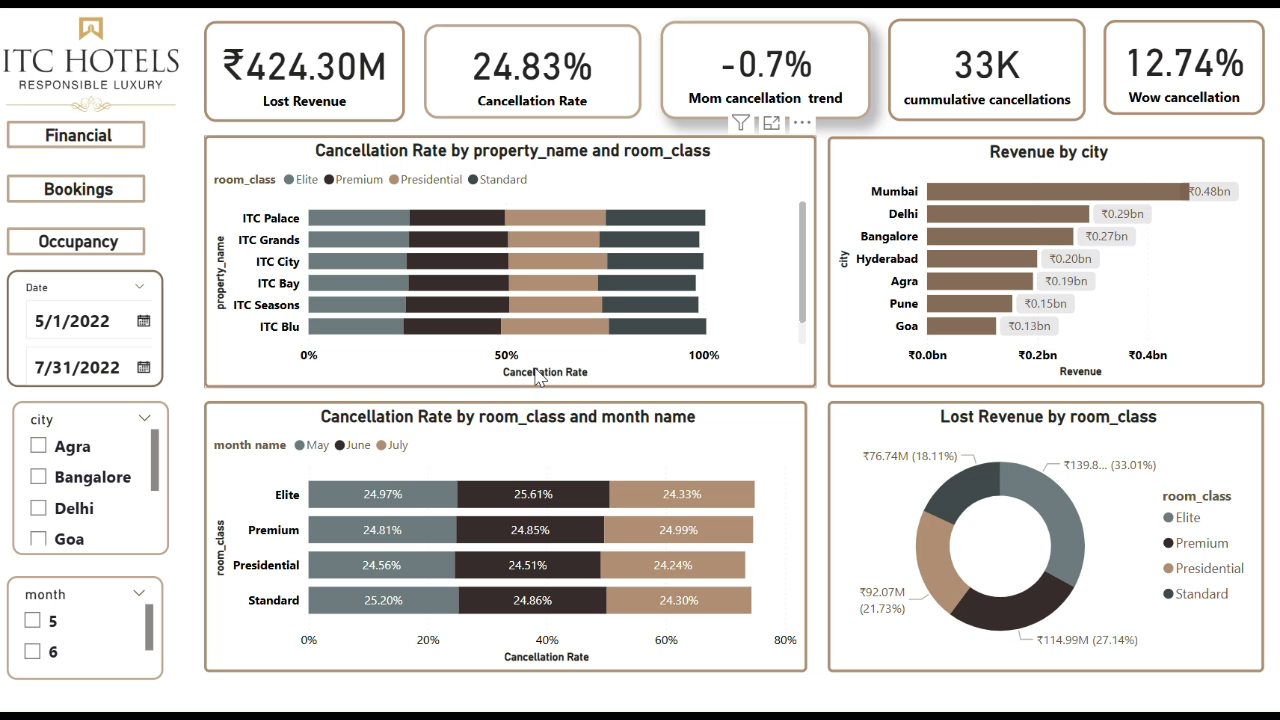 ITC HOTELS
RESPONSIBLE LUXURY
₹424.30M
Lost Revenue
24.83%
Cancellation Rate
-0.7%
Mom cancellation trend
33K
cummulative cancellations
12.74%
Wow cancellation
Financial
Bookings
Occupancy
Date
5/1/2022
7/31/2022
city
Agra
Bangalore
Delhi
Goa
month
5
6
Cancellation Rate by property_name and room_class
room_class Elite Premium Presidential Standard
property_name
ITC Palace
ITC Grands
ITC City
ITC Bay
ITC Seasons
ITC Blu
0% 50% 100%
Cancellation Rate
Revenue by city
city
Mumbai ₹0.48bn
Delhi ₹0.29bn
Bangalore ₹0.27bn
Hyderabad ₹0.20bn
Agra ₹0.19bn
Pune ₹0.15bn
Goa ₹0.13bn
₹0.0bn ₹0.2bn ₹0.4bn
Revenue
Cancellation Rate by room_class and month name
month name May June July
room_class
Elite 24.97% 25.61% 24.33%
Premium 24.81% 24.85% 24.99%
Presidential 24.56% 24.51% 24.24%
Standard 25.20% 24.86% 24.30%
0% 20% 40% 60% 80%
Cancellation Rate
Lost Revenue by room_class
₹76.74M (18.11%)
₹139.8... (33.01%)
₹92.07M
(21.73%)
₹114.99M (27.14%)
room_class
Elite
Premium
Presidential
Standard